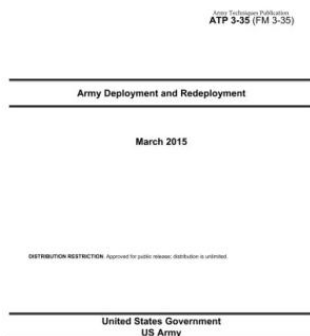 Army Techniques Publication
ATP 3-35 (FM 3-35)
Army Deployment and Redeployment
March 2015
DISTRIBUTION RESTRICTION. Approved for public release; distribution is unlimited.
United States Government
US Army